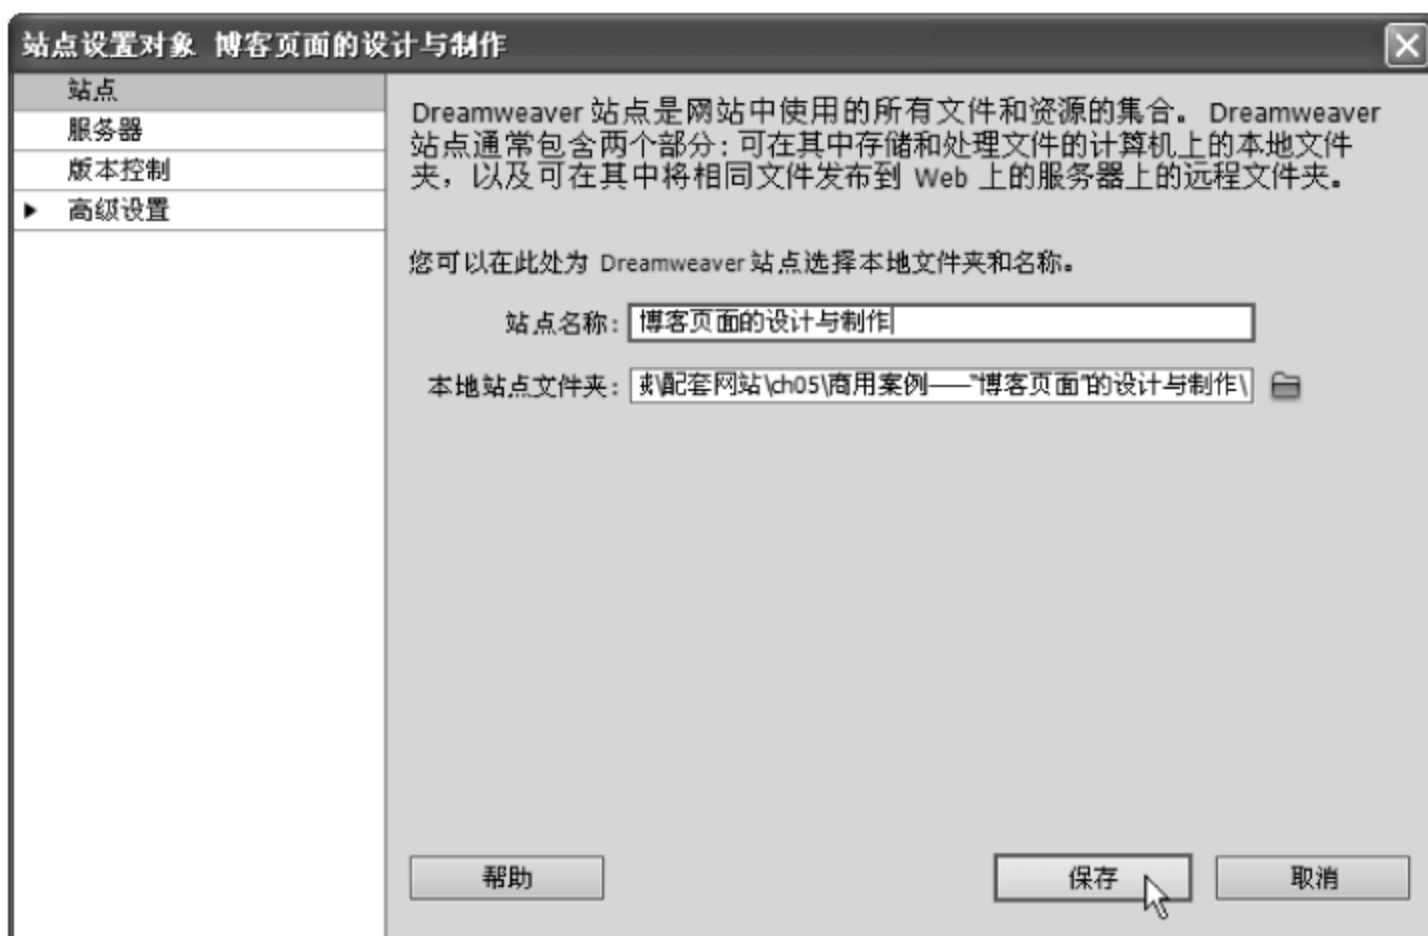 站点设置对象 博客页面的设计与制作
站点
服务器
版本控制
高级设置
Dreamweaver 站点是网站中使用的所有文件和资源的集合。 Dreamweaver
站点通常包含两个部分：可在其中存储和处理文件的计算机上的本地文件
夹，以及可在其中将相同文件发布到 Web 上的服务器上的远程文件夹。
您可以在此处为 Dreamweaver 站点选择本地文件夹和名称。
站点名称： 博客页面的设计与制作
本地站点文件夹： \配套网站\ch05\商用案例——“博客页面”的设计与制作\
帮助 保存 取消